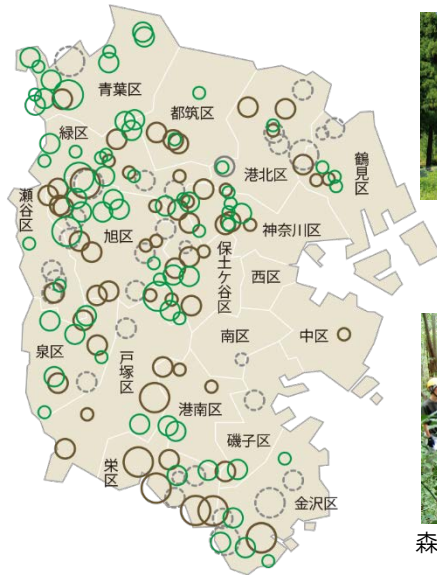 青葉区
都筑区
緑区
港北区
鶴見区
瀬谷区
旭区
神奈川区
保土ケ谷区
西区
中区
南区
泉区
戸塚区
港南区
磯子区
栄区
金沢区
森